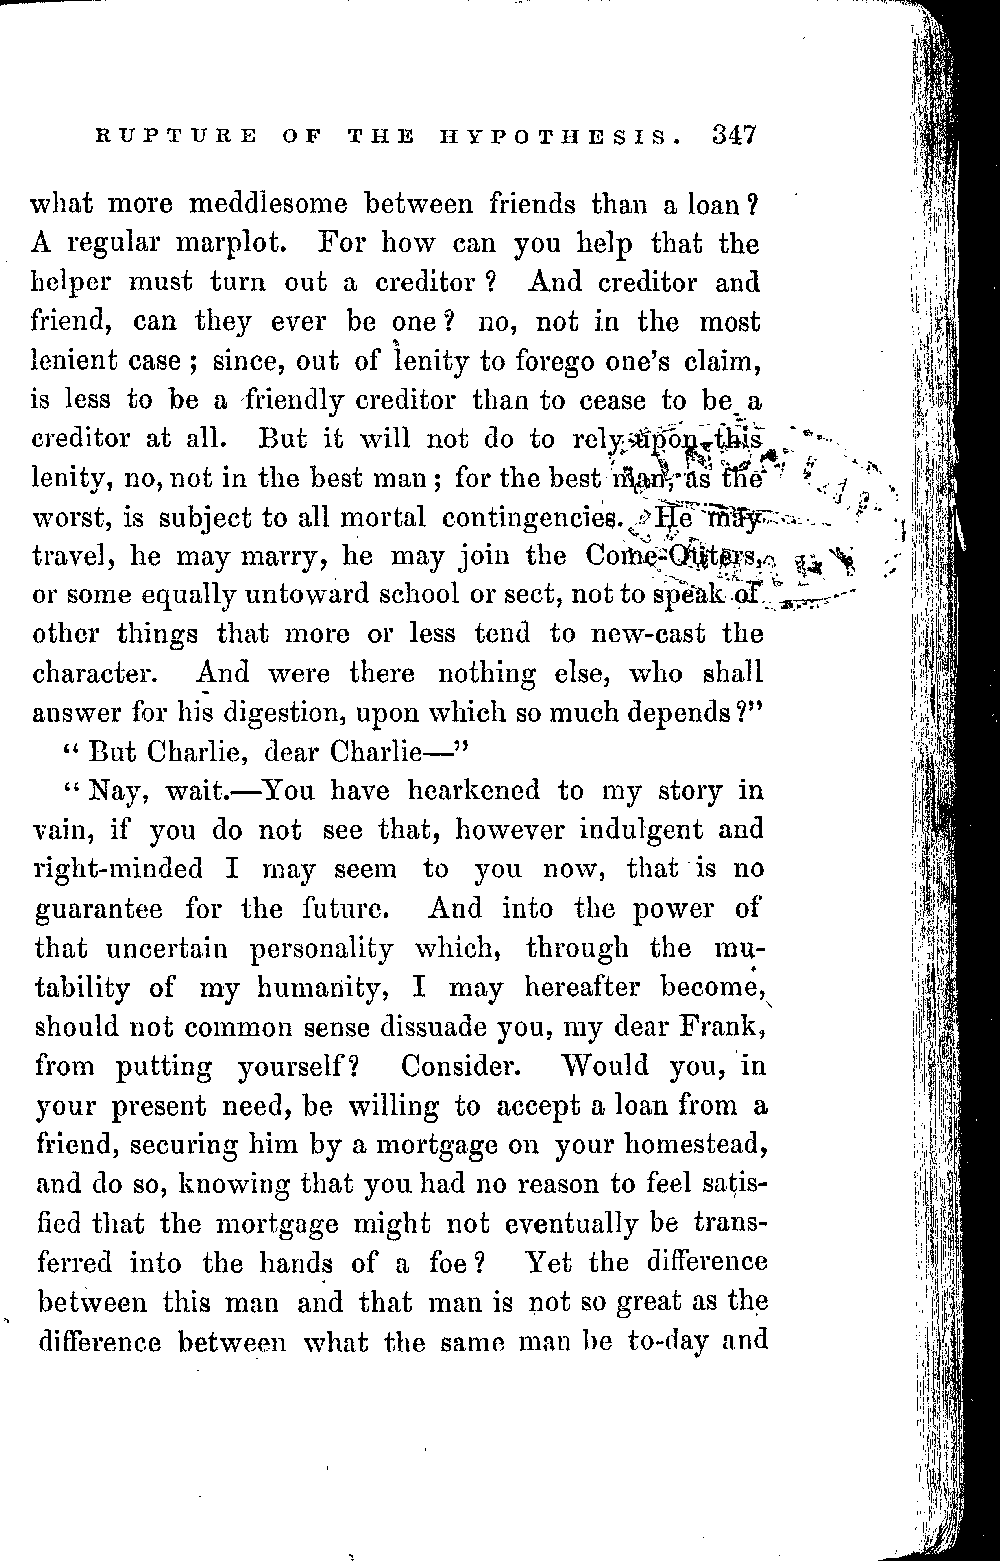 RUPTURE OF THE HYPOTHESIS. 347
what more meddlesome between friends than a loan?
A regular marplot. For how can you help that the
helper must turn out a creditor? And creditor and
friend, can they ever be one? no, not in the most
lenient case; since, out of lenity to forego one's claim,
is less to be a friendly creditor than to cease to be a
creditor at all. But it will not do to rely upon this
lenity, no, not in the best man; for the best man, as the
worst, is subject to all mortal contingencies. He may
travel, he may marry, he may join the Come-Outers,
or some equally untoward school or sect, not to speak of
other things that more or less tend to new-cast the
character. And were there nothing else, who shall
answer for his digestion, upon which so much depends?"
"But Charlie, dear Charlie—"
"Nay, wait.—You have hearkened to my story in
vain, if you do not see that, however indulgent and
right-minded I may seem to you now, that is no
guarantee for the future. And into the power of
that uncertain personality which, through the mu-
tability of my humanity, I may hereafter become,
should not common sense dissuade you, my dear Frank,
from putting yourself? Consider. Would you, in
your present need, be willing to accept a loan from a
friend, securing him by a mortgage on your homestead,
and do so, knowing that you had no reason to feel satis-
fied that the mortgage might not eventually be trans-
ferred into the hands of a foe? Yet the difference
between this man and that man is not so great as the
difference between what the same man be to-day and